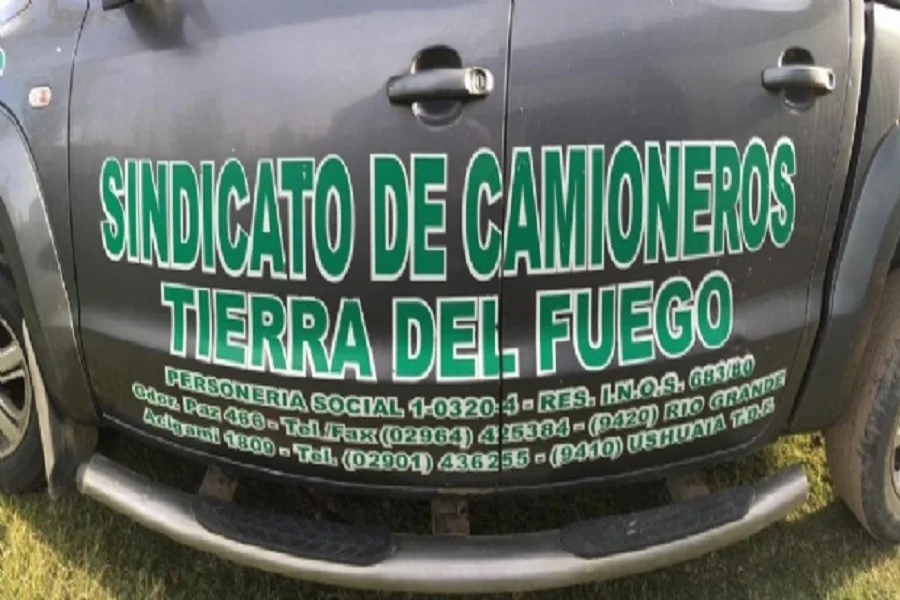 SINDICATO DE CAMIONEROS
TIERRA DEL FUEGO
PERSONERIA SOCIAL 1-0320-4 - RES. I.N.O.S. 683/80
Gdor. Paz 466 - Tel./Fax (02964) 425384 - (9420) RIO GRANDE
Acigami 1809 - Tel. (02901) 436255 - (9410) USHUAIA T.D.F.